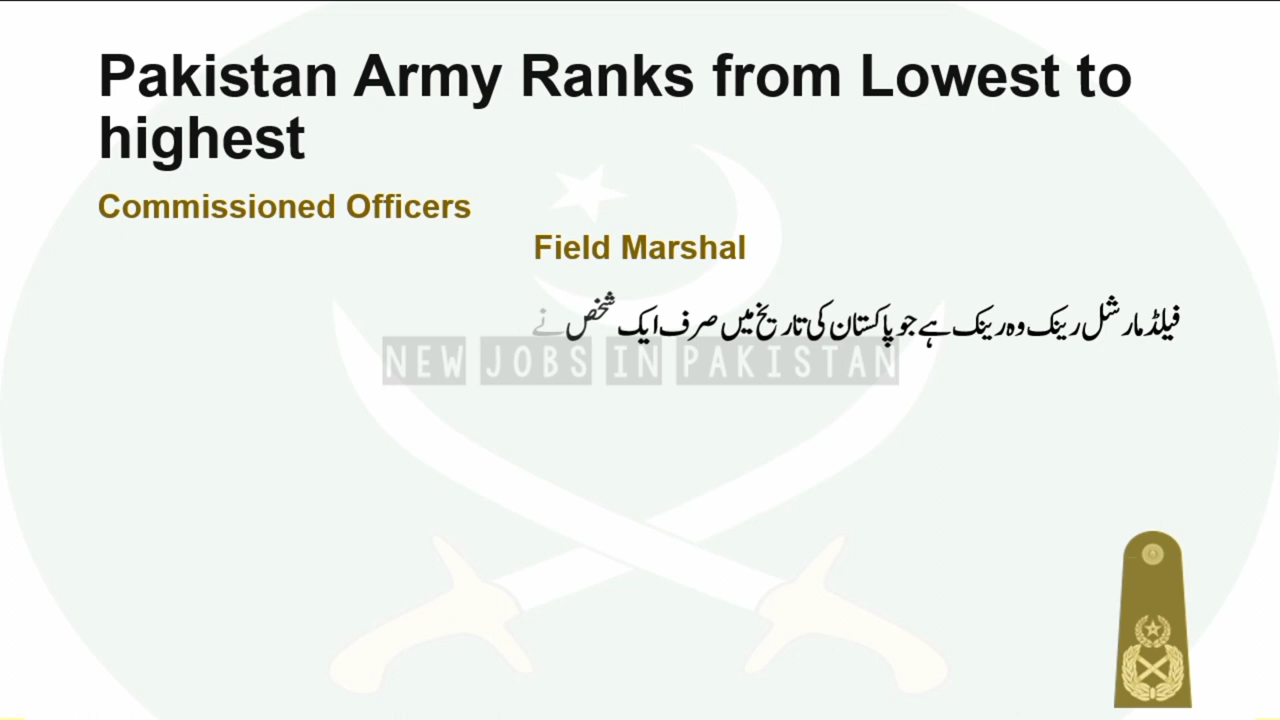 Pakistan Army Ranks from Lowest to
highest
Commissioned Officers
Field Marshal
فیلڈ مارشل رینک وہ رینک ہے جو پاکستان کی تاریخ میں صرف ایک شخص نے
NEW JOBS IN PAKISTAN